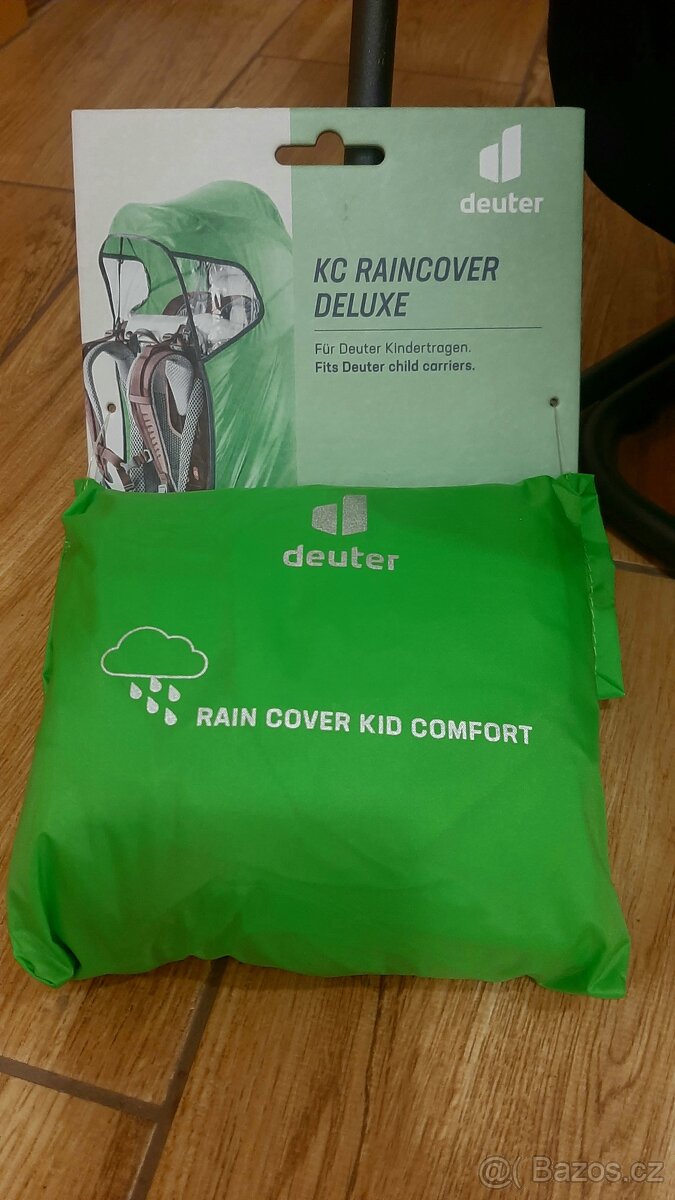 deuter
KC RAINCOVER
DELUXE
Für Deuter Kindertragen.
Fits Deuter child carriers.
deuter
RAIN COVER KID COMFORT
@( Bazos.cz